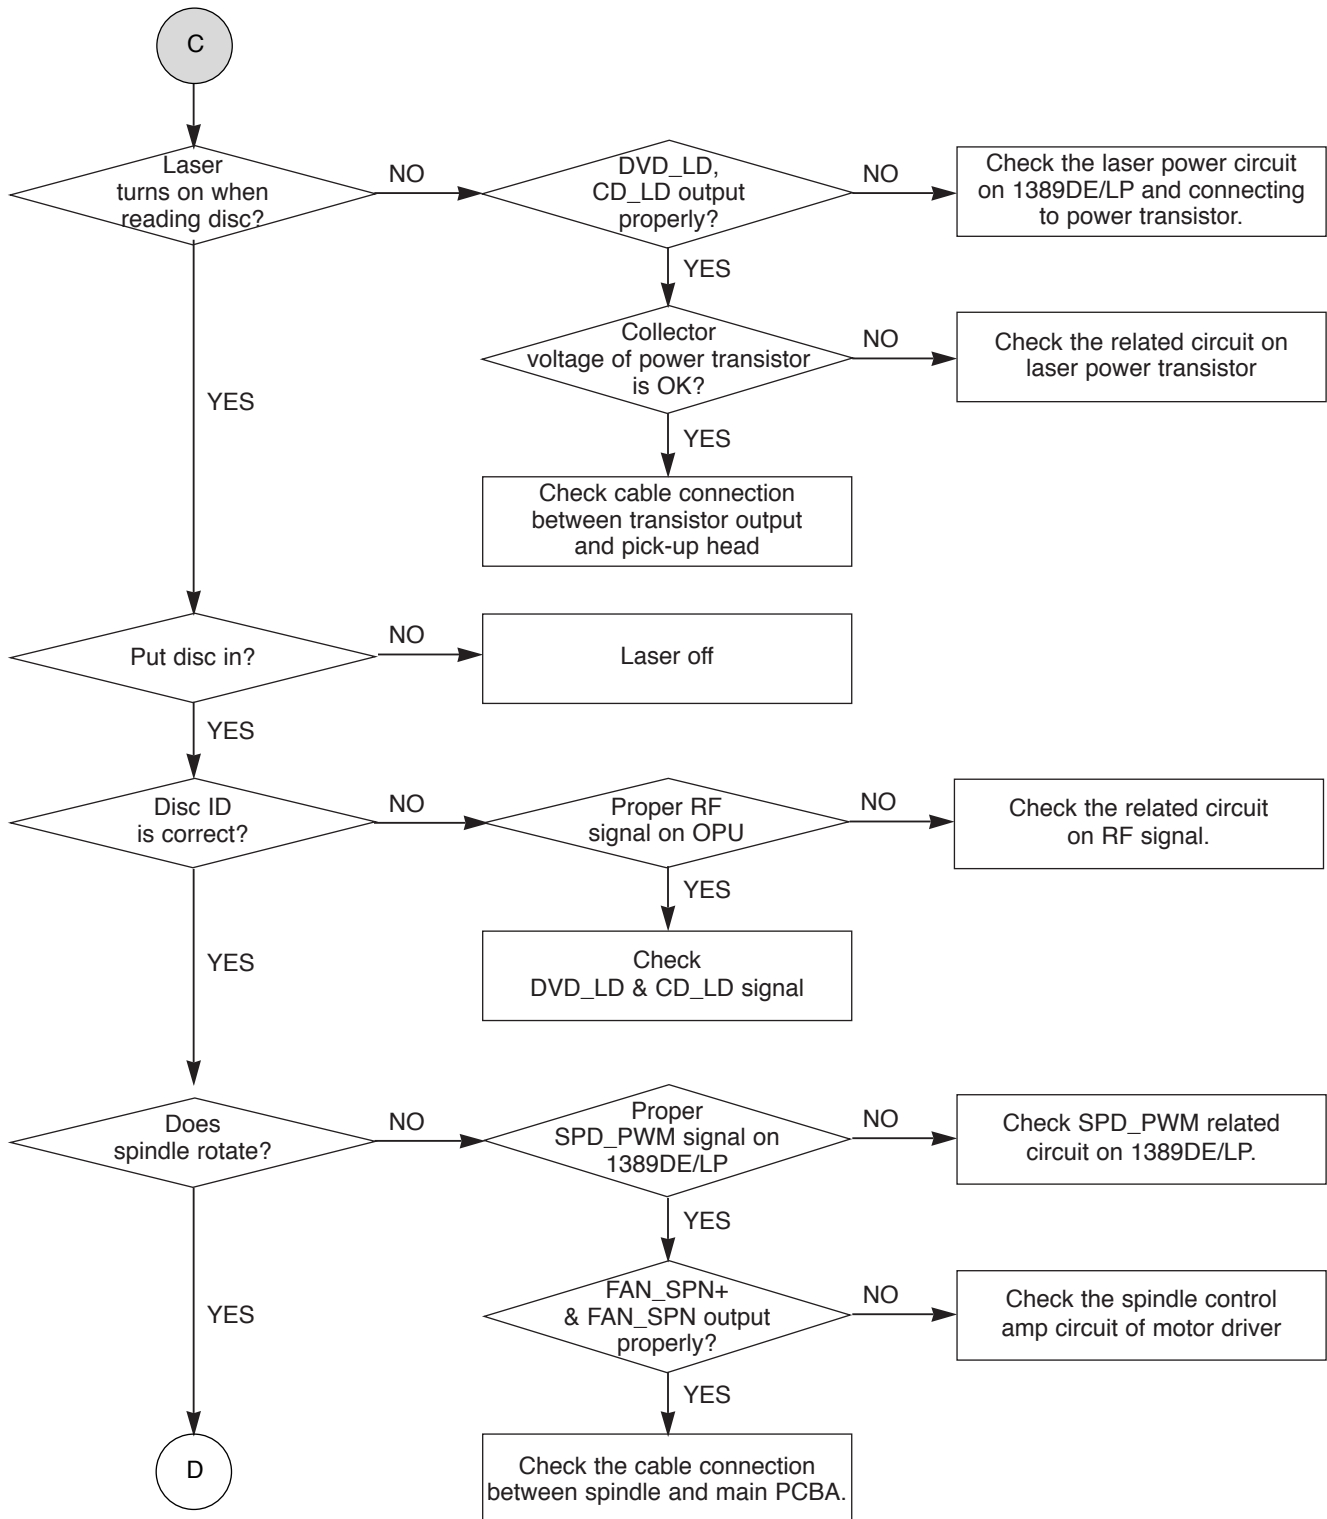 C
Laser
turns on when
reading disc?
NO
DVD_LD,
CD_LD output
properly?
NO
Check the laser power circuit
on 1389DE/LP and connecting
to power transistor.
YES
Collector
voltage of power transistor
is OK?
NO
Check the related circuit on
laser power transistor
YES
YES
Check cable connection
between transistor output
and pick-up head
Put disc in?
NO
Laser off
YES
Disc ID
is correct?
NO
Proper RF
signal on OPU
NO
Check the related circuit
on RF signal.
YES
YES
Check
DVD_LD & CD_LD signal
Does
spindle rotate?
NO
Proper
SPD_PWM signal on
1389DE/LP
NO
Check SPD_PWM related
circuit on 1389DE/LP.
YES
YES
FAN_SPN+
& FAN_SPN output
properly?
NO
Check the spindle control
amp circuit of motor driver
YES
D
Check the cable connection
between spindle and main PCBA.